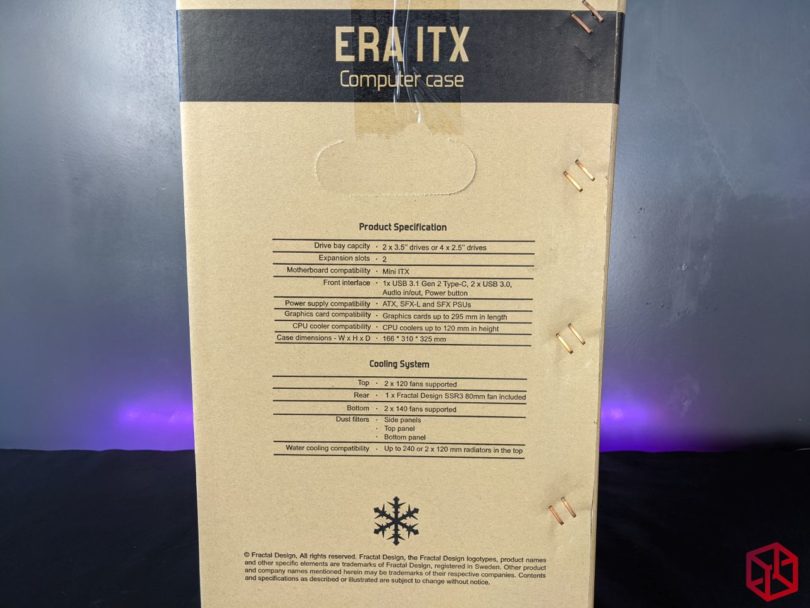 ERA ITX
Computer case
Product Specification
Drive bay capcity · 2 x 3.5" drives or 4 x 2.5" drives
Expansion slots · 2
Motherboard compatibility · Mini ITX
Front interface · 1x USB 3.1 Gen 2 Type-C, 2 x USB 3.0,
Audio in/out, Power button
Power supply compatibility · ATX, SFX-L and SFX PSUs
Graphics card compatibility · Graphics cards up to 295 mm in length
CPU cooler compatibility · CPU coolers up to 120 mm in height
Case dimensions - W x H x D · 166 * 310 * 325 mm
Cooling System
Top · 2 x 120 fans supported
Rear · 1 x Fractal Design SSR3 80mm fan included
Bottom · 2 x 140 fans supported
Dust filters · Side panels
· Top panel
· Bottom panel
Water cooling compatibility · Up to 240 or 2 x 120 mm radiators in the top
© Fractal Design, All rights reserved. Fractal Design, the Fractal Design logotypes, product names
and other specific elements are trademarks of Fractal Design, registered in Sweden. Other product
and company names mentioned herein may be trademarks of their respective companies. Contents
and specifications as described or illustrated are subject to change without notice.